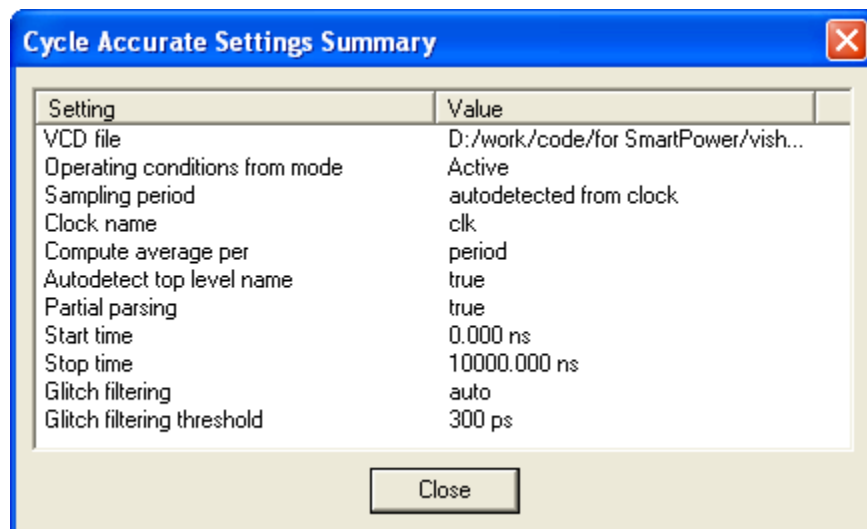 Cycle Accurate Settings Summary
Setting Value
VCD file D:/work/code/for SmartPower/vish...
Operating conditions from mode Active
Sampling period autodetected from clock
Clock name clk
Compute average per period
Autodetect top level name true
Partial parsing true
Start time 0.000 ns
Stop time 10000.000 ns
Glitch filtering auto
Glitch filtering threshold 300 ps
Close